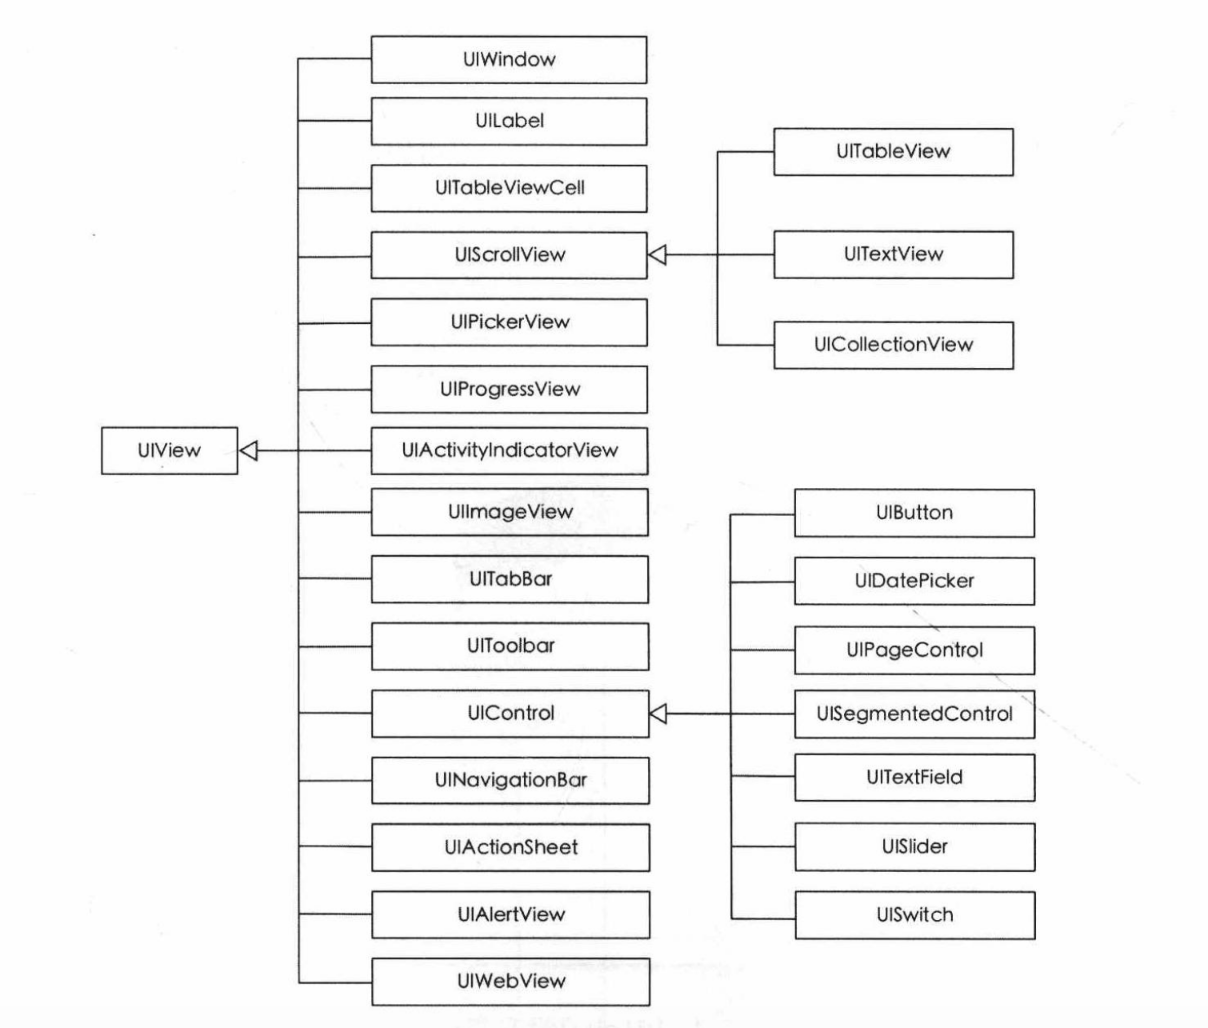 UIWindow
UILabel
UITableViewCell
UIScrollView
UIPickerView
UIProgressView
UIView
UIActivityIndicatorView
UIImageView
UITabBar
UIToolbar
UIControl
UINavigationBar
UIActionSheet
UIAlertView
UIWebView
UITableView
UITextView
UICollectionView
UIButton
UIDatePicker
UIPageControl
UISegmentedControl
UITextField
UISlider
UISwitch